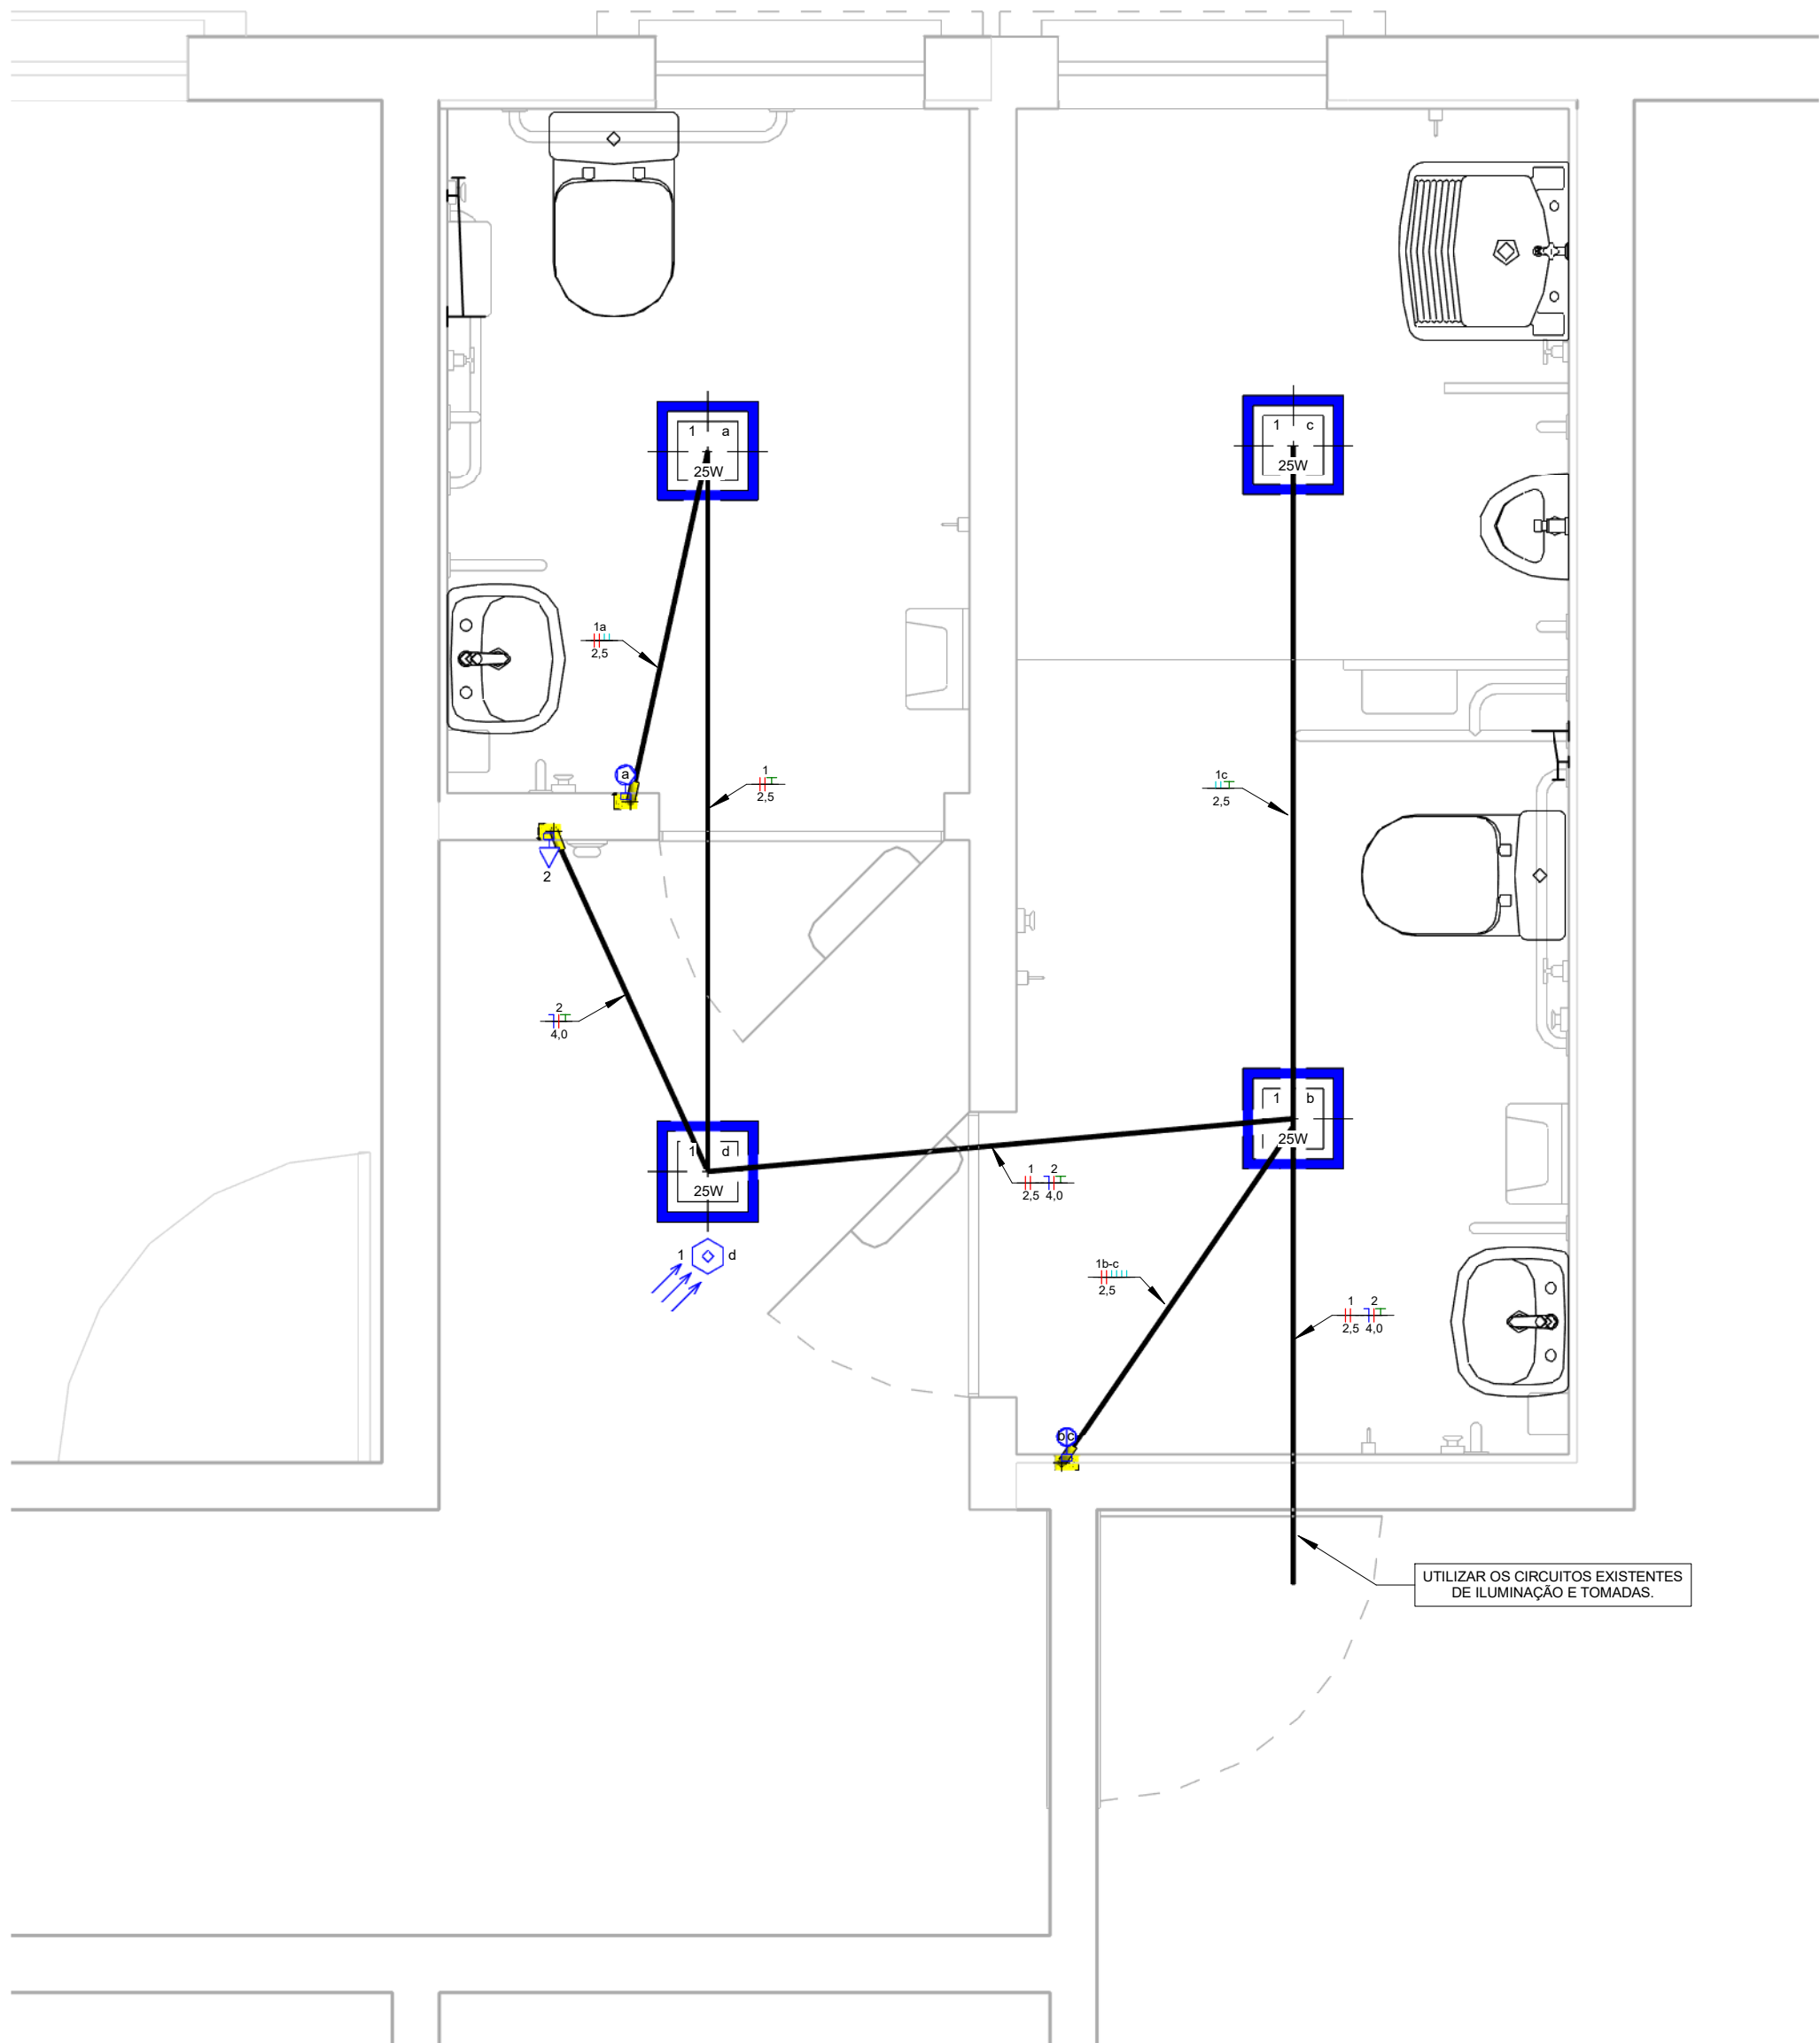 1 a
25W
1 c
25W
1a
2,5
a
1
2,5
1c
2,5
2
2
4,0
1 b
25W
1 d
25W
1 2
2,5 4,0
1 d
1b-c
2,5
1 2
2,5 4,0
b c
UTILIZAR OS CIRCUITOS EXISTENTES
DE ILUMINAÇÃO E TOMADAS.